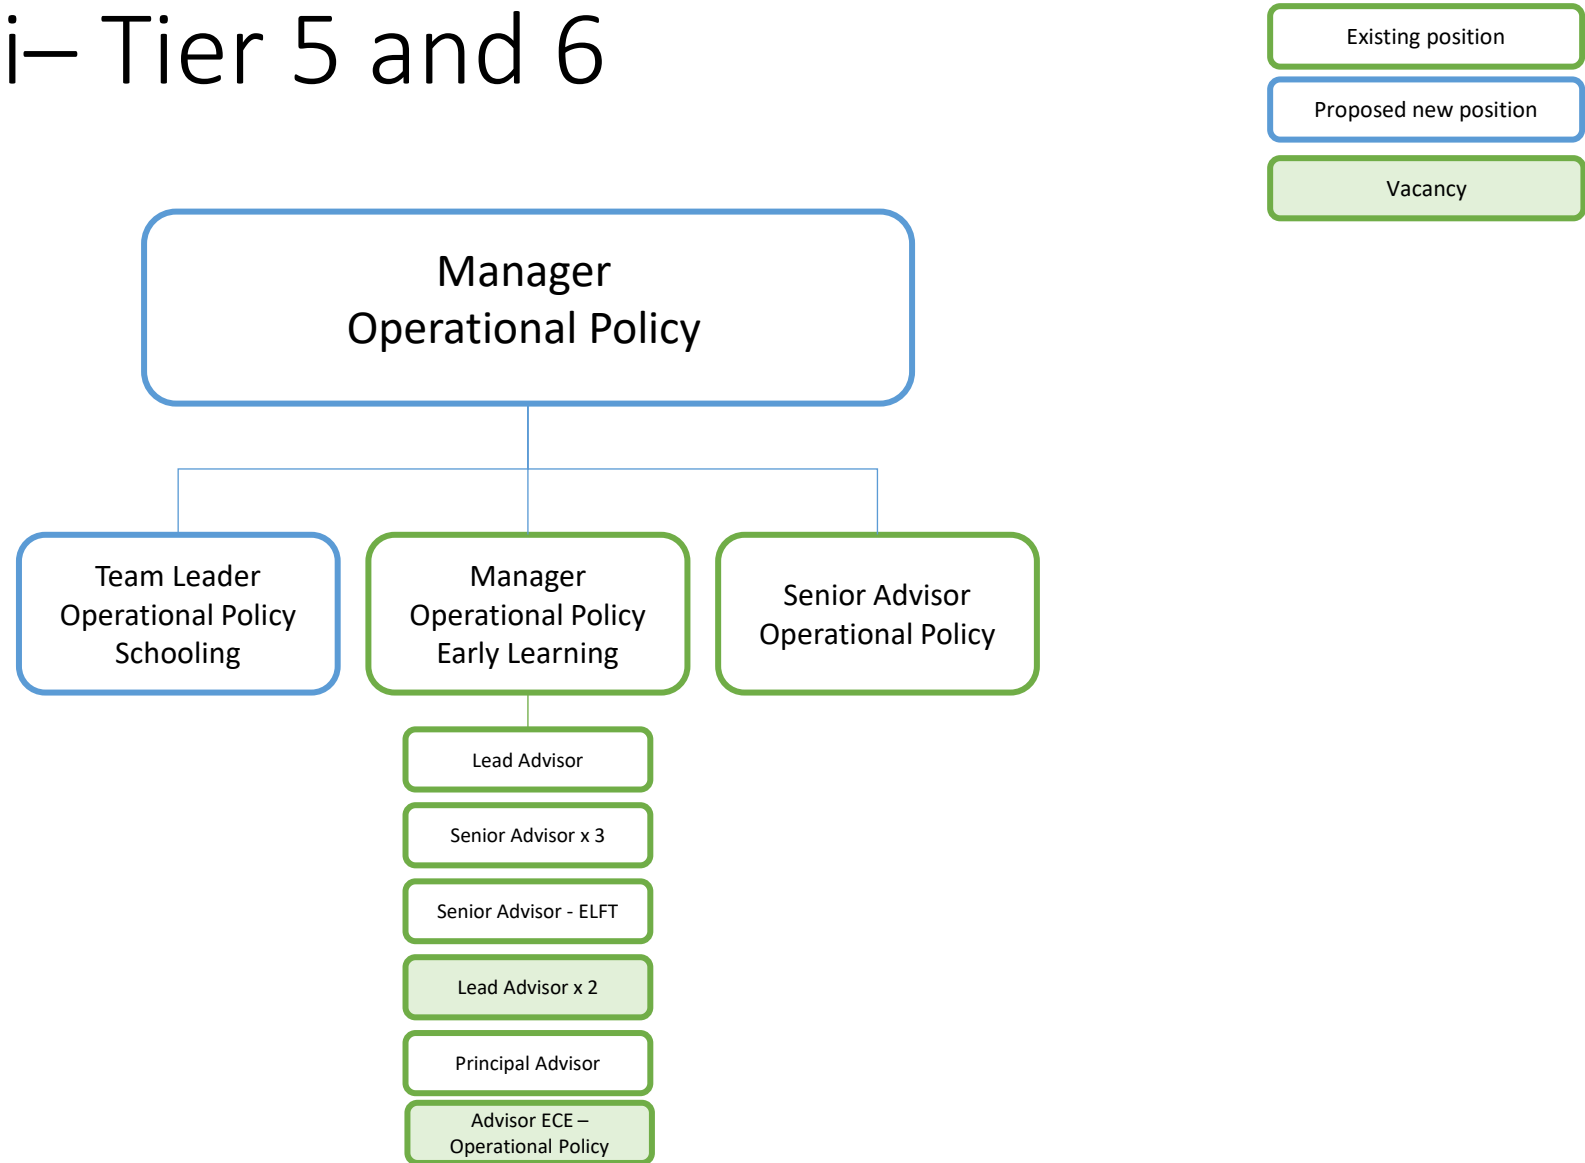 i– Tier 5 and 6
Existing position
Proposed new position
Vacancy
Manager
Operational Policy
Team Leader
Operational Policy
Schooling
Manager
Operational Policy
Early Learning
Senior Advisor
Operational Policy
Lead Advisor
Senior Advisor x 3
Senior Advisor - ELFT
Lead Advisor x 2
Principal Advisor
Advisor ECE –
Operational Policy